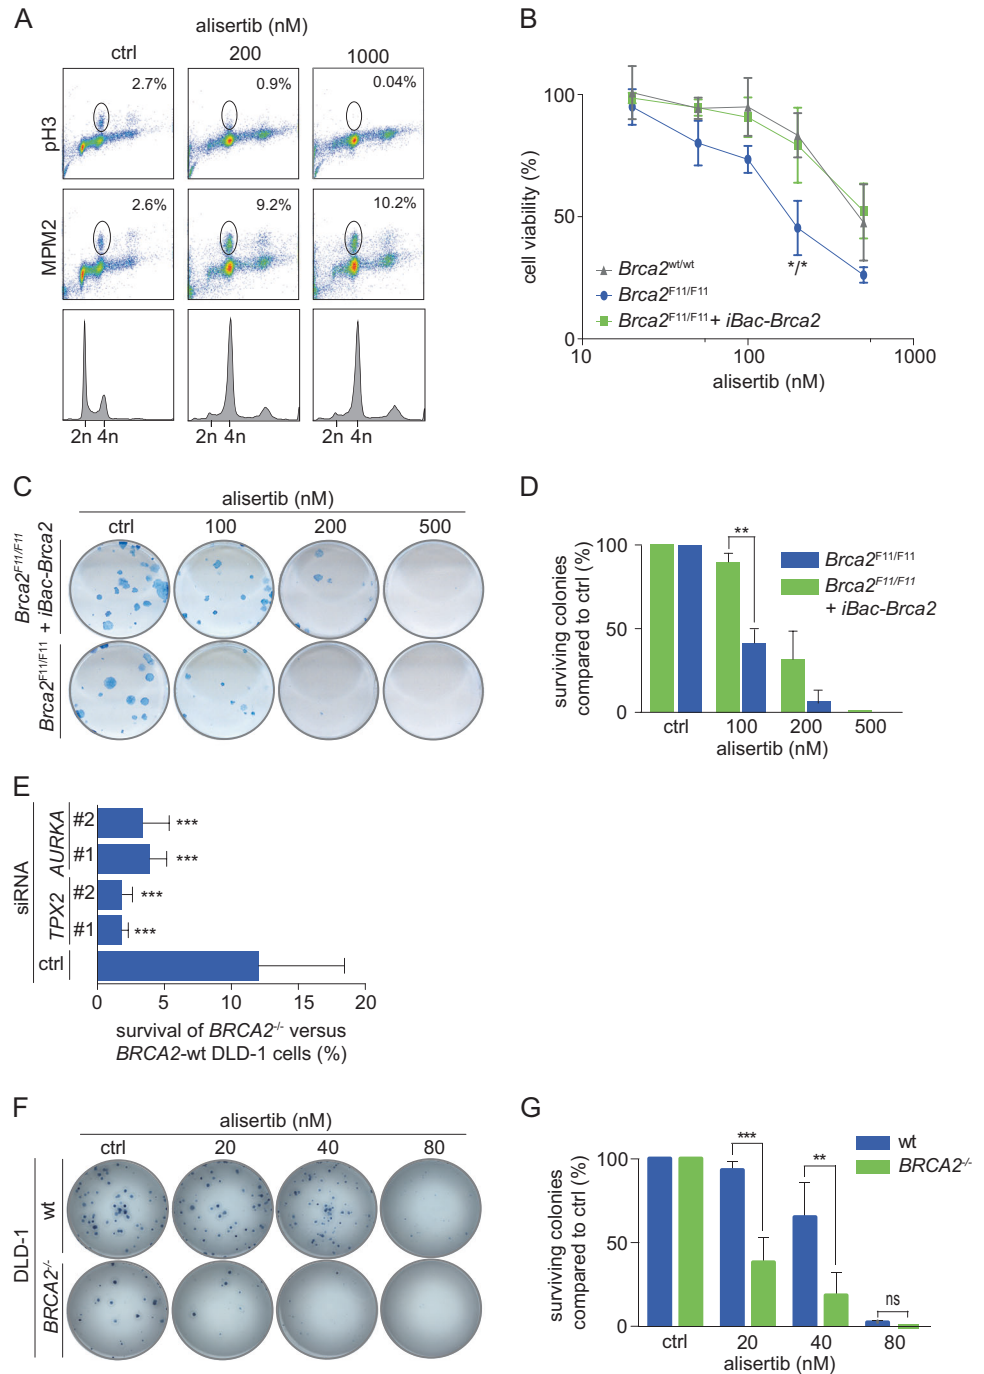 A
alisertib (nM)
ctrl 200 1000
pH3
2.7% 0.9% 0.04%
MPM2
2.6% 9.2% 10.2%
2n 4n 2n 4n 2n 4n
B
cell viability (%)
100
50
0
*/*
Brca2wt/wt
Brca2F11/F11
Brca2F11/F11 + iBac-Brca2
10 100 1000
alisertib (nM)
C
alisertib (nM)
ctrl 100 200 500
Brca2F11/F11
+ iBac-Brca2
Brca2F11/F11
D
surviving colonies
compared to ctrl (%)
100
50
0
**
Brca2F11/F11
Brca2F11/F11
+ iBac-Brca2
ctrl 100 200 500
alisertib (nM)
E
siRNA
AURKA
#2 ***
#1 ***
TPX2
#2 ***
#1 ***
ctrl
0 5 10 15 20
survival of BRCA2-/- versus
BRCA2-wt DLD-1 cells (%)
F
alisertib (nM)
ctrl 20 40 80
DLD-1
wt
BRCA2-/-
G
surviving colonies
compared to ctrl (%)
100
50
0
***
**
ns
wt
BRCA2-/-
ctrl 20 40 80
alisertib (nM)